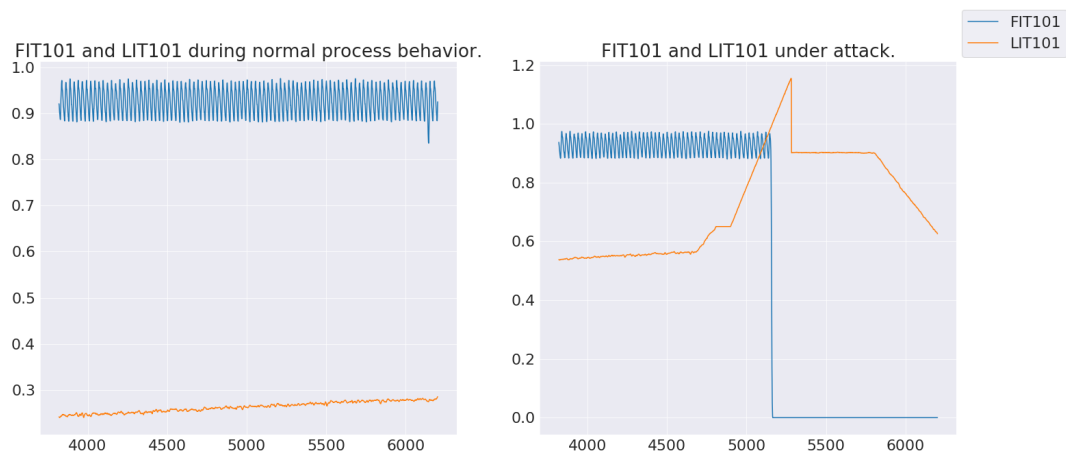 FIT101
LIT101
FIT101 and LIT101 during normal process behavior.
1.0
0.9
0.8
0.7
0.6
0.5
0.4
0.3
4000 4500 5000 5500 6000
FIT101 and LIT101 under attack.
1.2
1.0
0.8
0.6
0.4
0.2
0.0
4000 4500 5000 5500 6000